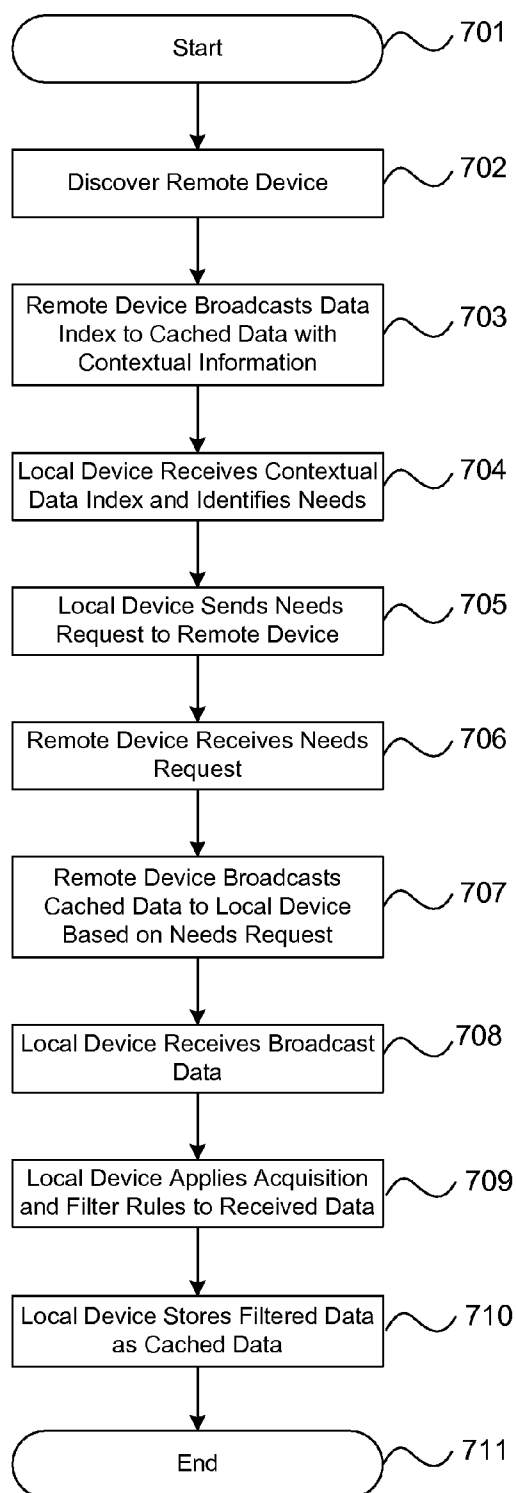 Start
701
Discover Remote Device
702
Remote Device Broadcasts Data
Index to Cached Data with
Contextual Information
703
Local Device Receives Contextual
Data Index and Identifies Needs
704
Local Device Sends Needs
Request to Remote Device
705
Remote Device Receives Needs
Request
706
Remote Device Broadcasts
Cached Data to Local Device
Based on Needs Request
707
Local Device Receives Broadcast
Data
708
Local Device Applies Acquisition
and Filter Rules to Received Data
709
Local Device Stores Filtered Data
as Cached Data
710
End
711